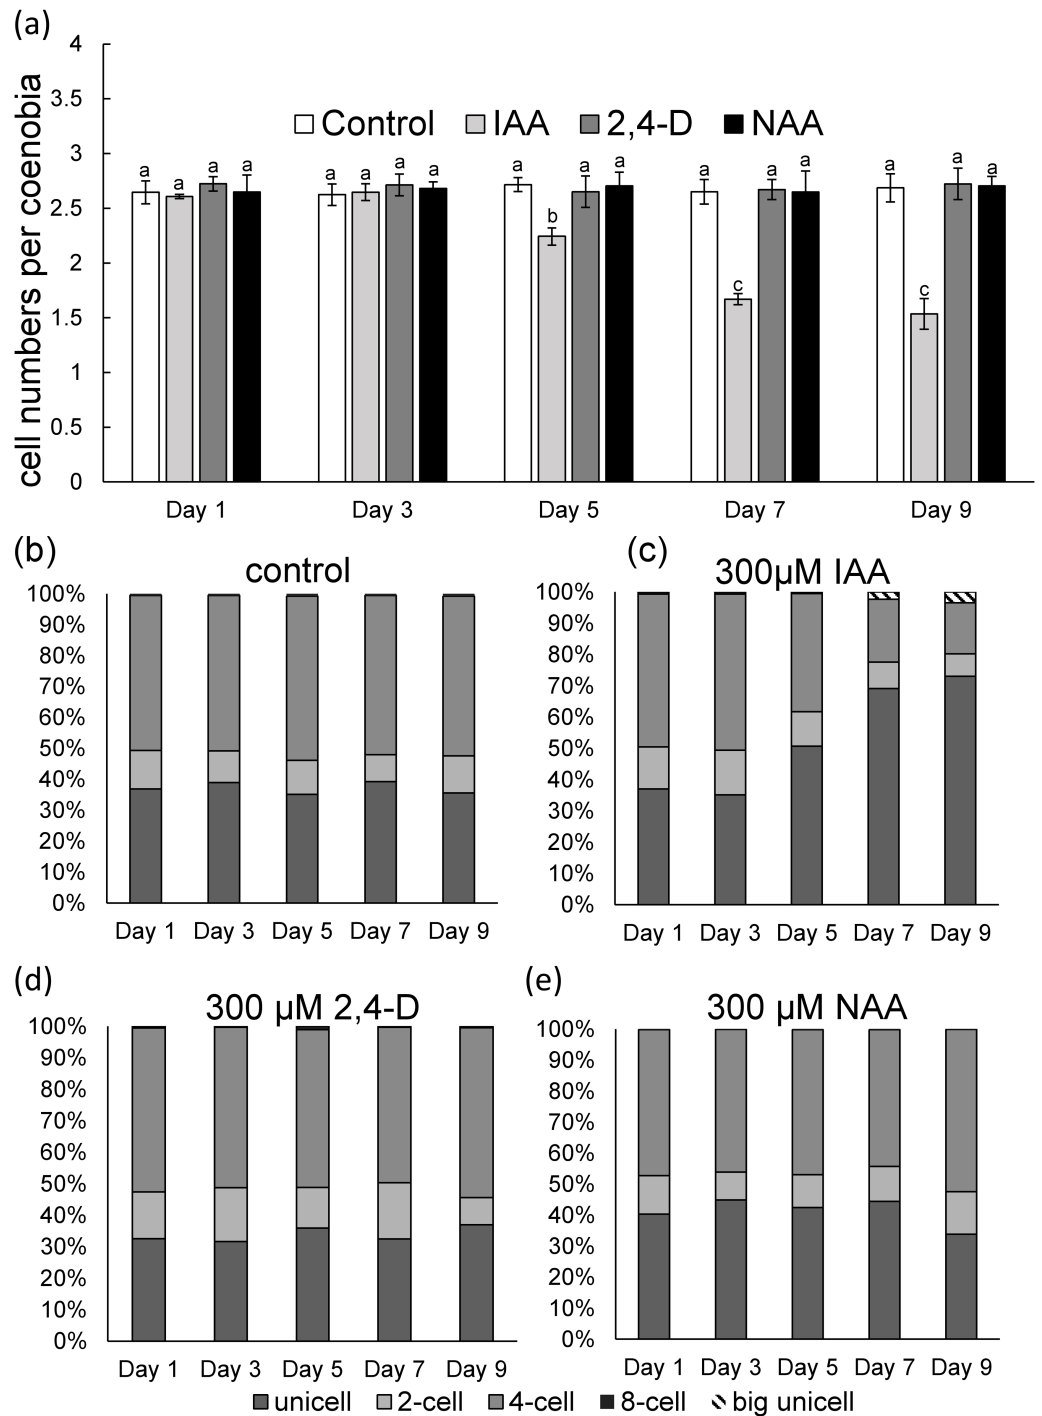 (a)
cell numbers per coenobia
4
3.5
3
2.5
2
1.5
1
0.5
0
Control IAA 2,4-D NAA
a a a a a a a a a b a a a c a a a c a a
Day 1 Day 3 Day 5 Day 7 Day 9
(b)
control
100%
90%
80%
70%
60%
50%
40%
30%
20%
10%
0%
Day 1 Day 3 Day 5 Day 7 Day 9
(c)
300µM IAA
100%
90%
80%
70%
60%
50%
40%
30%
20%
10%
0%
Day 1 Day 3 Day 5 Day 7 Day 9
(d)
300 µM 2,4-D
100%
90%
80%
70%
60%
50%
40%
30%
20%
10%
0%
Day 1 Day 3 Day 5 Day 7 Day 9
(e)
300 µM NAA
100%
90%
80%
70%
60%
50%
40%
30%
20%
10%
0%
Day 1 Day 3 Day 5 Day 7 Day 9
unicell 2-cell 4-cell 8-cell big unicell